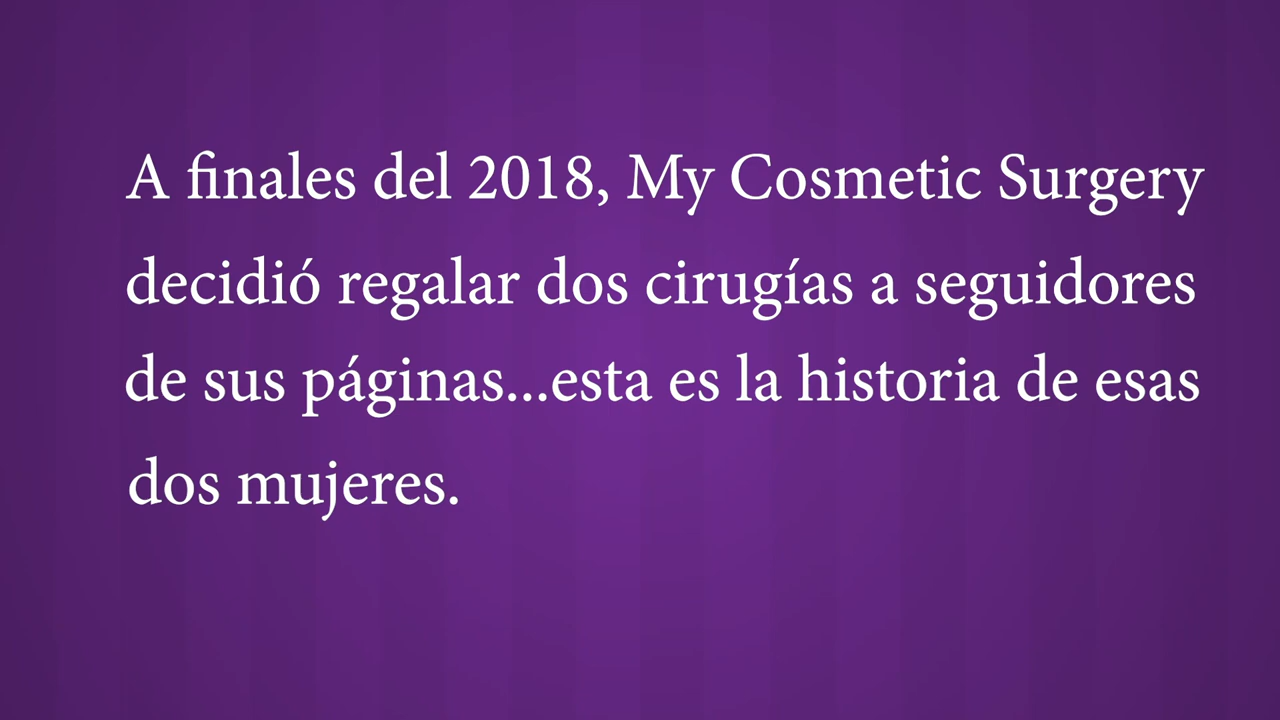 A finales del 2018, My Cosmetic Surgery
decidió regalar dos cirugías a seguidores
de sus páginas...esta es la historia de esas
dos mujeres.